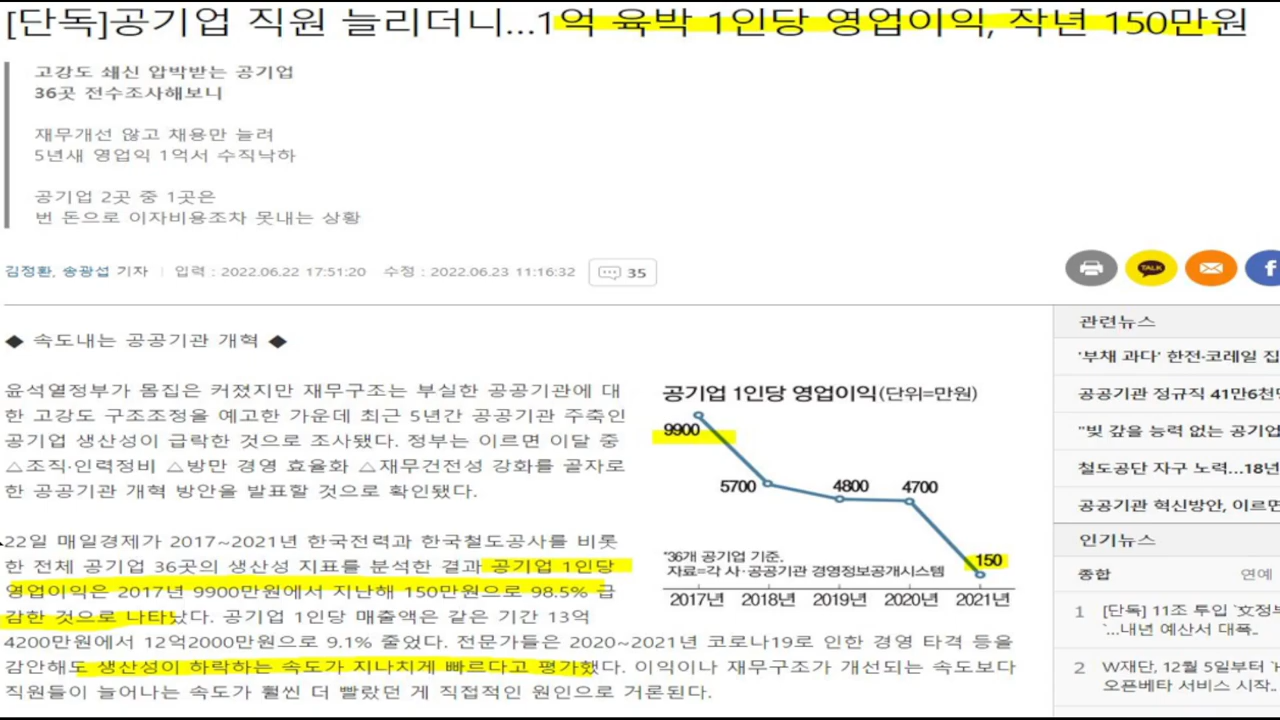 [단독]공기업 직원 늘리더니...1억 육박 1인당 영업이익, 작년 150만원
고강도 쇄신 압박받는 공기업
36곳 전수조사해보니
재무개선 않고 채용만 늘려
5년새 영업익 1억서 수직낙하
공기업 2곳 중 1곳은
번 돈으로 이자비용조차 못내는 상황
김정환, 송광섭 기자 | 입력 : 2022.06.22 17:51:20 수정 : 2022.06.23 11:16:32 35
TALK
f
◆ 속도내는 공공기관 개혁 ◆
윤석열정부가 몸집은 커졌지만 재무구조는 부실한 공공기관에 대
한 고강도 구조조정을 예고한 가운데 최근 5년간 공공기관 주축인
공기업 생산성이 급락한 것으로 조사됐다. 정부는 이르면 이달 중
△조직·인력정비 △방만 경영 효율화 △재무건전성 강화를 골자로
한 공공기관 개혁 방안을 발표할 것으로 확인됐다.
22일 매일경제가 2017~2021년 한국전력과 한국철도공사를 비롯
한 전체 공기업 36곳의 생산성 지표를 분석한 결과 공기업 1인당
영업이익은 2017년 9900만원에서 지난해 150만원으로 98.5% 급
감한 것으로 나타났다. 공기업 1인당 매출액은 같은 기간 13억
4200만원에서 12억2000만원으로 9.1% 줄었다. 전문가들은 2020~2021년 코로나19로 인한 경영 타격 등을
감안해도 생산성이 하락하는 속도가 지나치게 빠르다고 평가했다. 이익이나 재무구조가 개선되는 속도보다
직원들이 늘어나는 속도가 훨씬 더 빨랐던 게 직접적인 원인으로 거론된다.
공기업 1인당 영업이익(단위=만원)
9900
5700
4800
4700
150
*36개 공기업 기준.
자료=각 사·공공기관 경영정보공개시스템
2017년 2018년 2019년 2020년 2021년
관련뉴스
'부채 과다' 한전·코레일 집
공공기관 정규직 41만6천
"빚 갚을 능력 없는 공기업
철도공단 자구 노력...18년
공공기관 혁신방안, 이르면
인기뉴스
종합 연예
1 [단독] 11조 투입 `文정부
`...내년 예산서 대폭..
2 W재단, 12월 5일부터 `
오픈베타 서비스 시작..